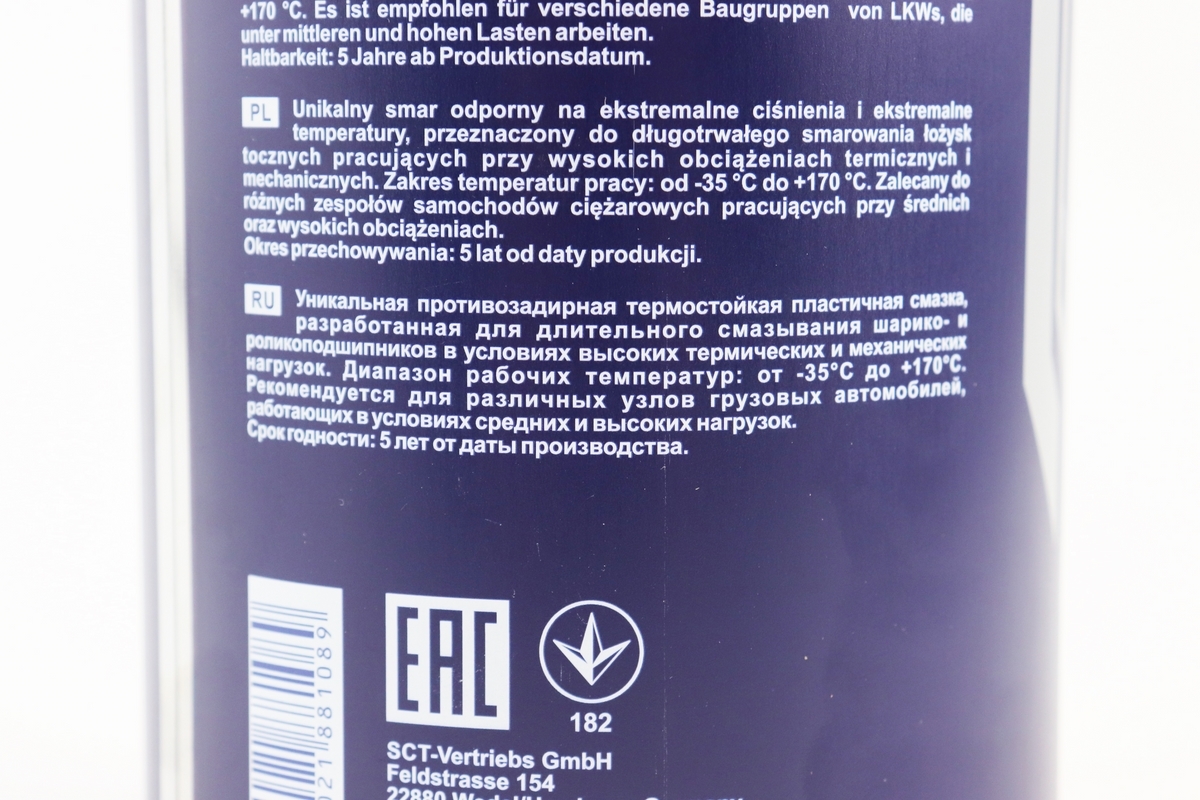 +170 °C. Es ist empfohlen für verschiedene Baugruppen von LKWs, die
unter mittleren und hohen Lasten arbeiten.
Haltbarkeit: 5 Jahre ab Produktionsdatum.
PL Unikalny smar odporny na ekstremalne ciśnienia i ekstremalne
temperatury, przeznaczony do długotrwałego smarowania łożysk
tocznych pracujących przy wysokich obciążeniach termicznych i
mechanicznych. Zakres temperatur pracy: od -35 °C do +170 °C. Zalecany do
różnych zespołów samochodów ciężarowych pracujących przy średnich
oraz wysokich obciążeniach.
Okres przechowywania: 5 lat od daty produkcji.
RU Уникальная противозадирная термостойкая пластичная смазка,
разработанная для длительного смазывания шарико- и
роликоподшипников в условиях высоких термических и механических
нагрузок. Диапазон рабочих температур: от -35°C до +170°C.
Рекомендуется для различных узлов грузовых автомобилей,
работающих в условиях средних и высоких нагрузок.
Срок годности: 5 лет от даты производства.
021881089
EAC
182
SCT-Vertriebs GmbH
Feldstrasse 154
22880